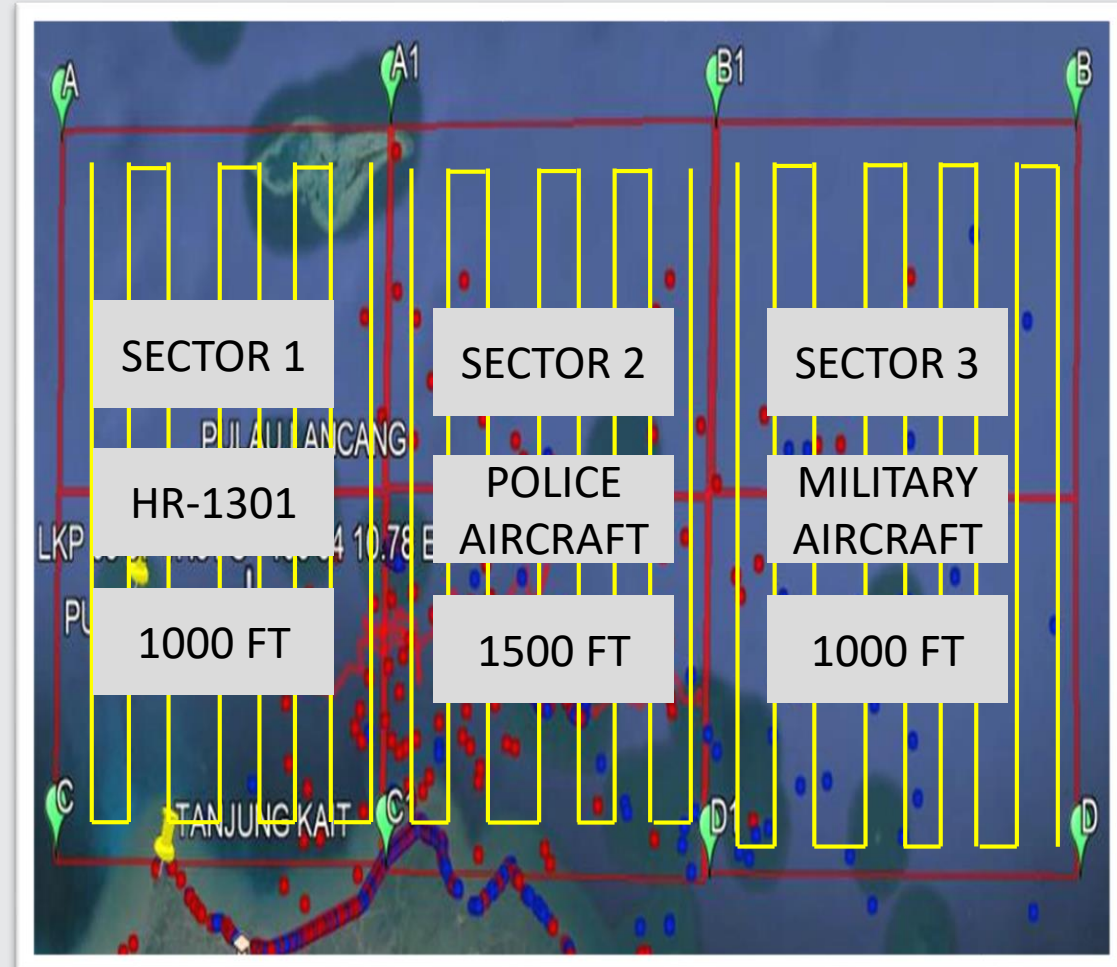 A
A1
B1
B
SECTOR 1
SECTOR 2
SECTOR 3
PULAU LANCANG
HR-1301
POLICE
AIRCRAFT
MILITARY
AIRCRAFT
LKP
10.78 E
1000 FT
1500 FT
1000 FT
C
TANJUNG KAIT
C1
D1
D